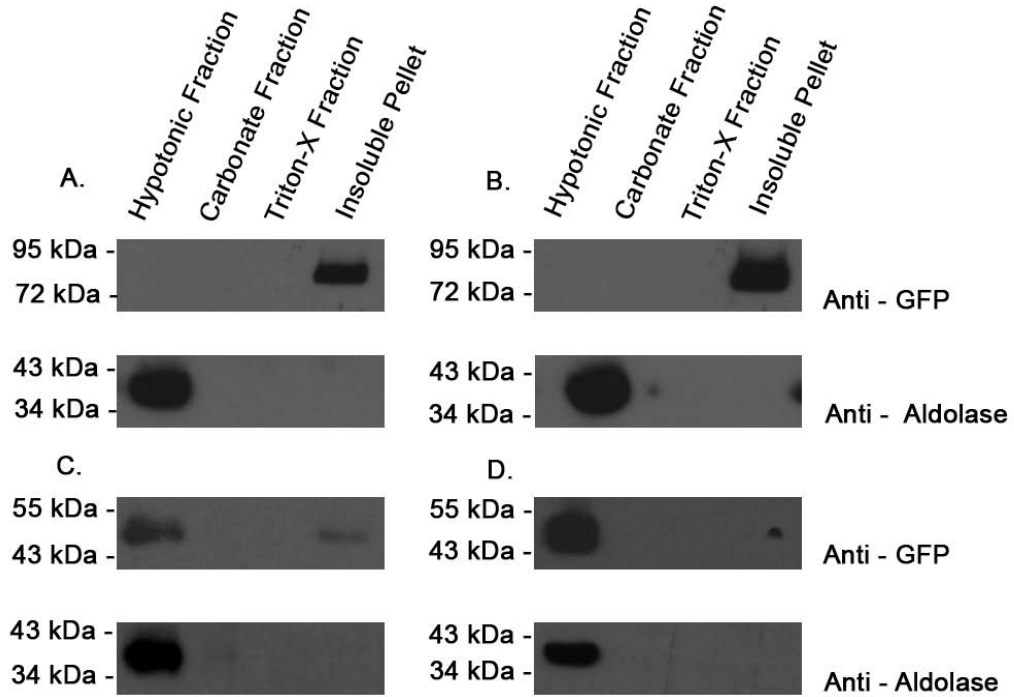 A.
Hypotonic Fraction
Carbonate Fraction
Triton-X Fraction
Insoluble Pellet
B.
Hypotonic Fraction
Carbonate Fraction
Triton-X Fraction
Insoluble Pellet
95 kDa -
72 kDa -
95 kDa -
72 kDa -
Anti - GFP
43 kDa -
34 kDa -
43 kDa -
34 kDa -
Anti - Aldolase
C.
D.
55 kDa -
43 kDa -
55 kDa -
43 kDa -
Anti - GFP
43 kDa -
34 kDa -
43 kDa -
34 kDa -
Anti - Aldolase